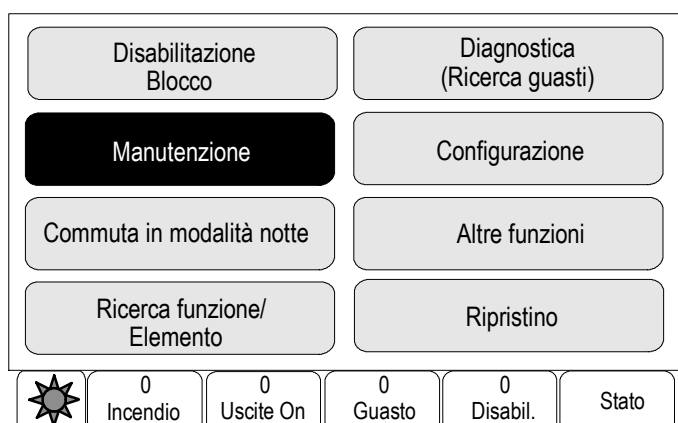 Disabilitazione
Blocco
Diagnostica
(Ricerca guasti)
Manutenzione
Configurazione
Commuta in modalità notte
Altre funzioni
Ricerca funzione/
Elemento
Ripristino
0
Incendio
0
Uscite On
0
Guasto
0
Disabil.
Stato